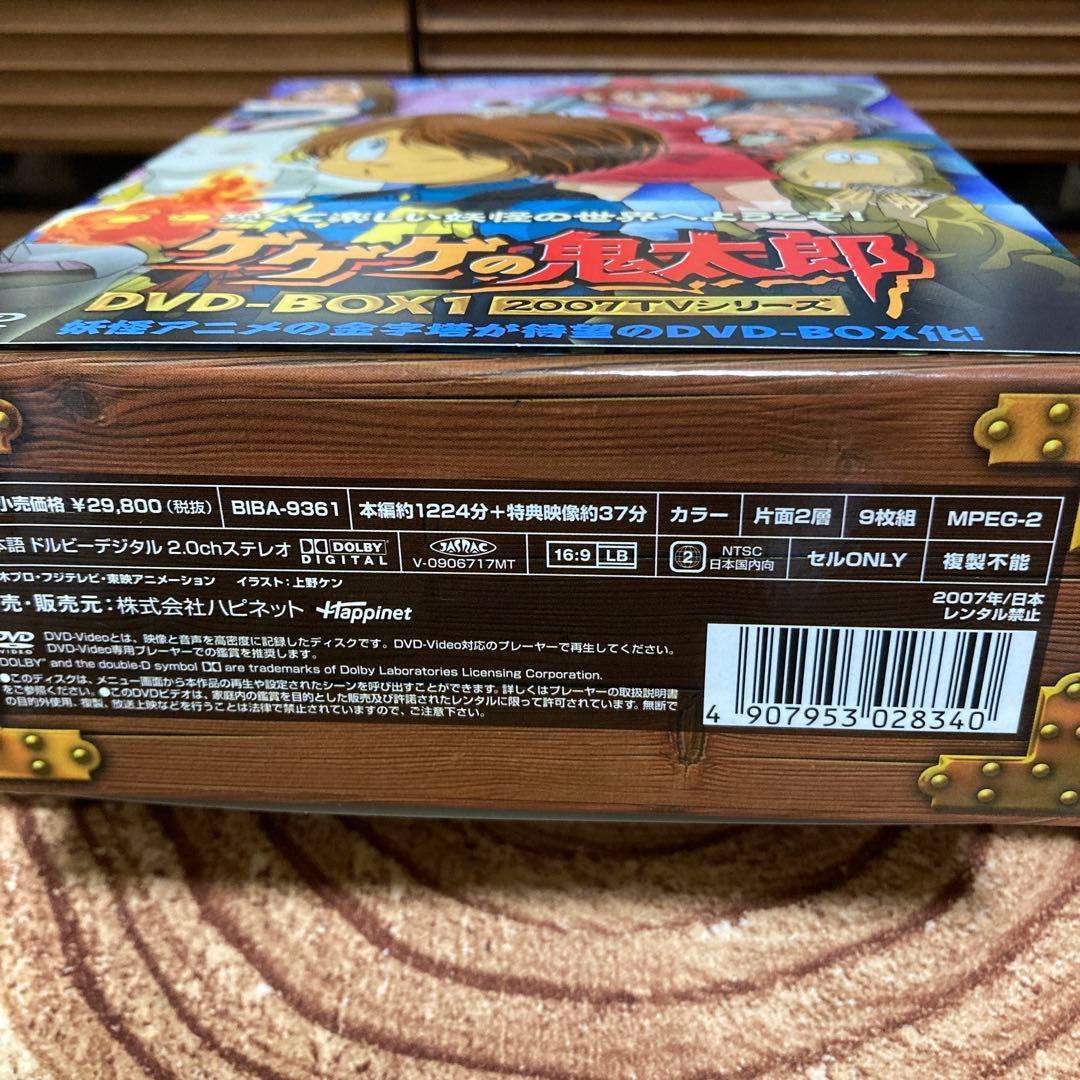 くて楽しい妖怪の世界へようこそ!
ゲゲゲの鬼太郎
DVD-BOX1 2007TVシリーズ
妖怪アニメの金字塔が待望のDVD-BOX化!
小売価格 ¥29,800(税抜) BIBA-9361 本編約1224分+特典映像約37分 カラー 片面2層 9枚組 MPEG-2
本語 ドルビーデジタル 2.0chステレオ DOLBY DIGITAL JASRAC V-0906717MT 16:9 LB 2 NTSC 日本国内向 セルONLY 複製不能
木プロ・フジテレビ・東映アニメーション イラスト:上野ケン
2007年/日本
レンタル禁止
売・販売元:株式会社ハピネット Happinet
DVD VIDEO
DVD-Videoとは、映像と音声を高密度に記録したディスクです。DVD-Video対応のプレーヤーで再生してください。
DVD-Video専用プレーヤーでの鑑賞を推奨します。
DOLBY and the double-D symbol are trademarks of Dolby Laboratories Licensing Corporation.
●このディスクは、メニュー画面から本作品の再生や設定されたシーンを呼び出すことができます。詳しくはプレーヤーの取扱説明書
をご参照ください。●このDVDビデオは、家庭内の鑑賞を目的とした販売及び許諾されたレンタルに限って許可されています。無断で
の目的外使用、複製、放送上映などを行うことは法律で禁止されていますので、ご注意下さい。
4 907953 028340